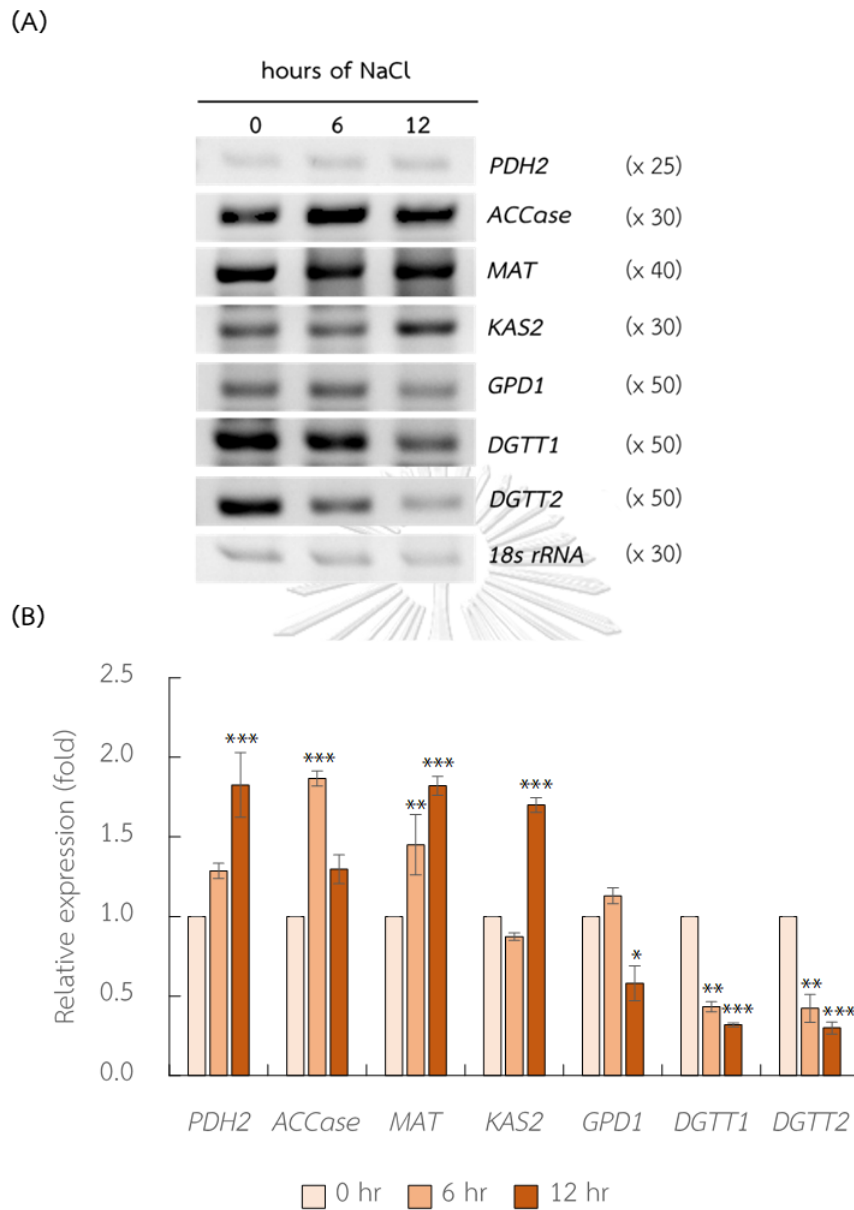 (A)
hours of NaCl
0 6 12
PDH2 (x 25)
ACCase (x 30)
MAT (x 40)
KAS2 (x 30)
GPD1 (x 50)
DGTT1 (x 50)
DGTT2 (x 50)
18s rRNA (x 30)
(B)
Relative expression (fold)
2.5
2.0
1.5
1.0
0.5
0.0
*** *** ** *** *** * ** *** ** ***
PDH2 ACCase MAT KAS2 GPD1 DGTT1 DGTT2
0 hr 6 hr 12 hr